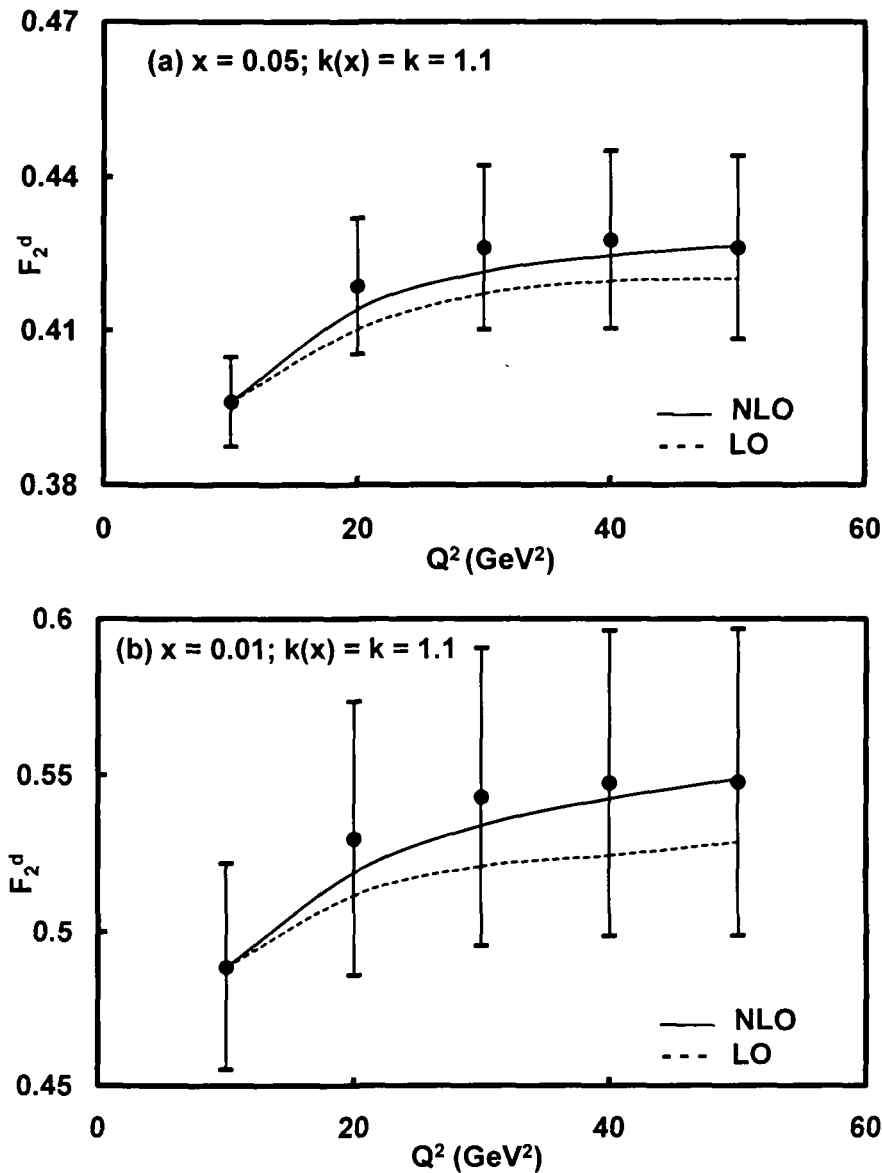 0.47
(a) x = 0.05; k(x) = k = 1.1
0.44
F₂ᵈ
0.41
NLO
LO
0.38
0 20 40 60
Q² (GeV²)
0.6
(b) x = 0.01; k(x) = k = 1.1
0.55
F₂ᵈ
0.5
NLO
LO
0.45
0 20 40 60
Q² (GeV²)